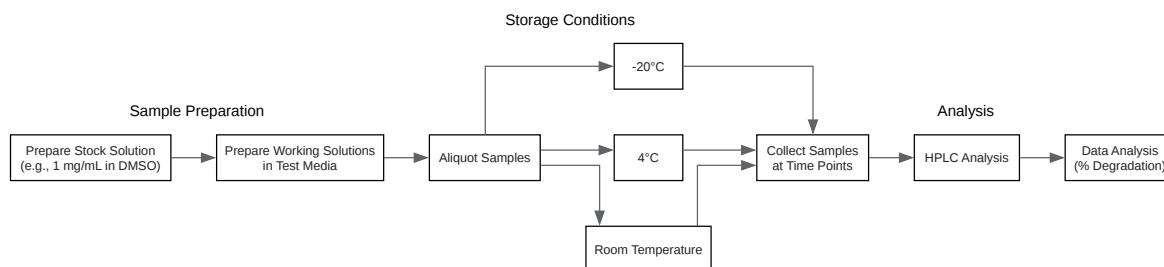 Storage Conditions
-20°C
Sample Preparation
Analysis
Prepare Stock Solution
(e.g., 1 mg/mL in DMSO)
Prepare Working Solutions
in Test Media
Aliquot Samples
4°C
Collect Samples
at Time Points
HPLC Analysis
Data Analysis
(% Degradation)
Room Temperature